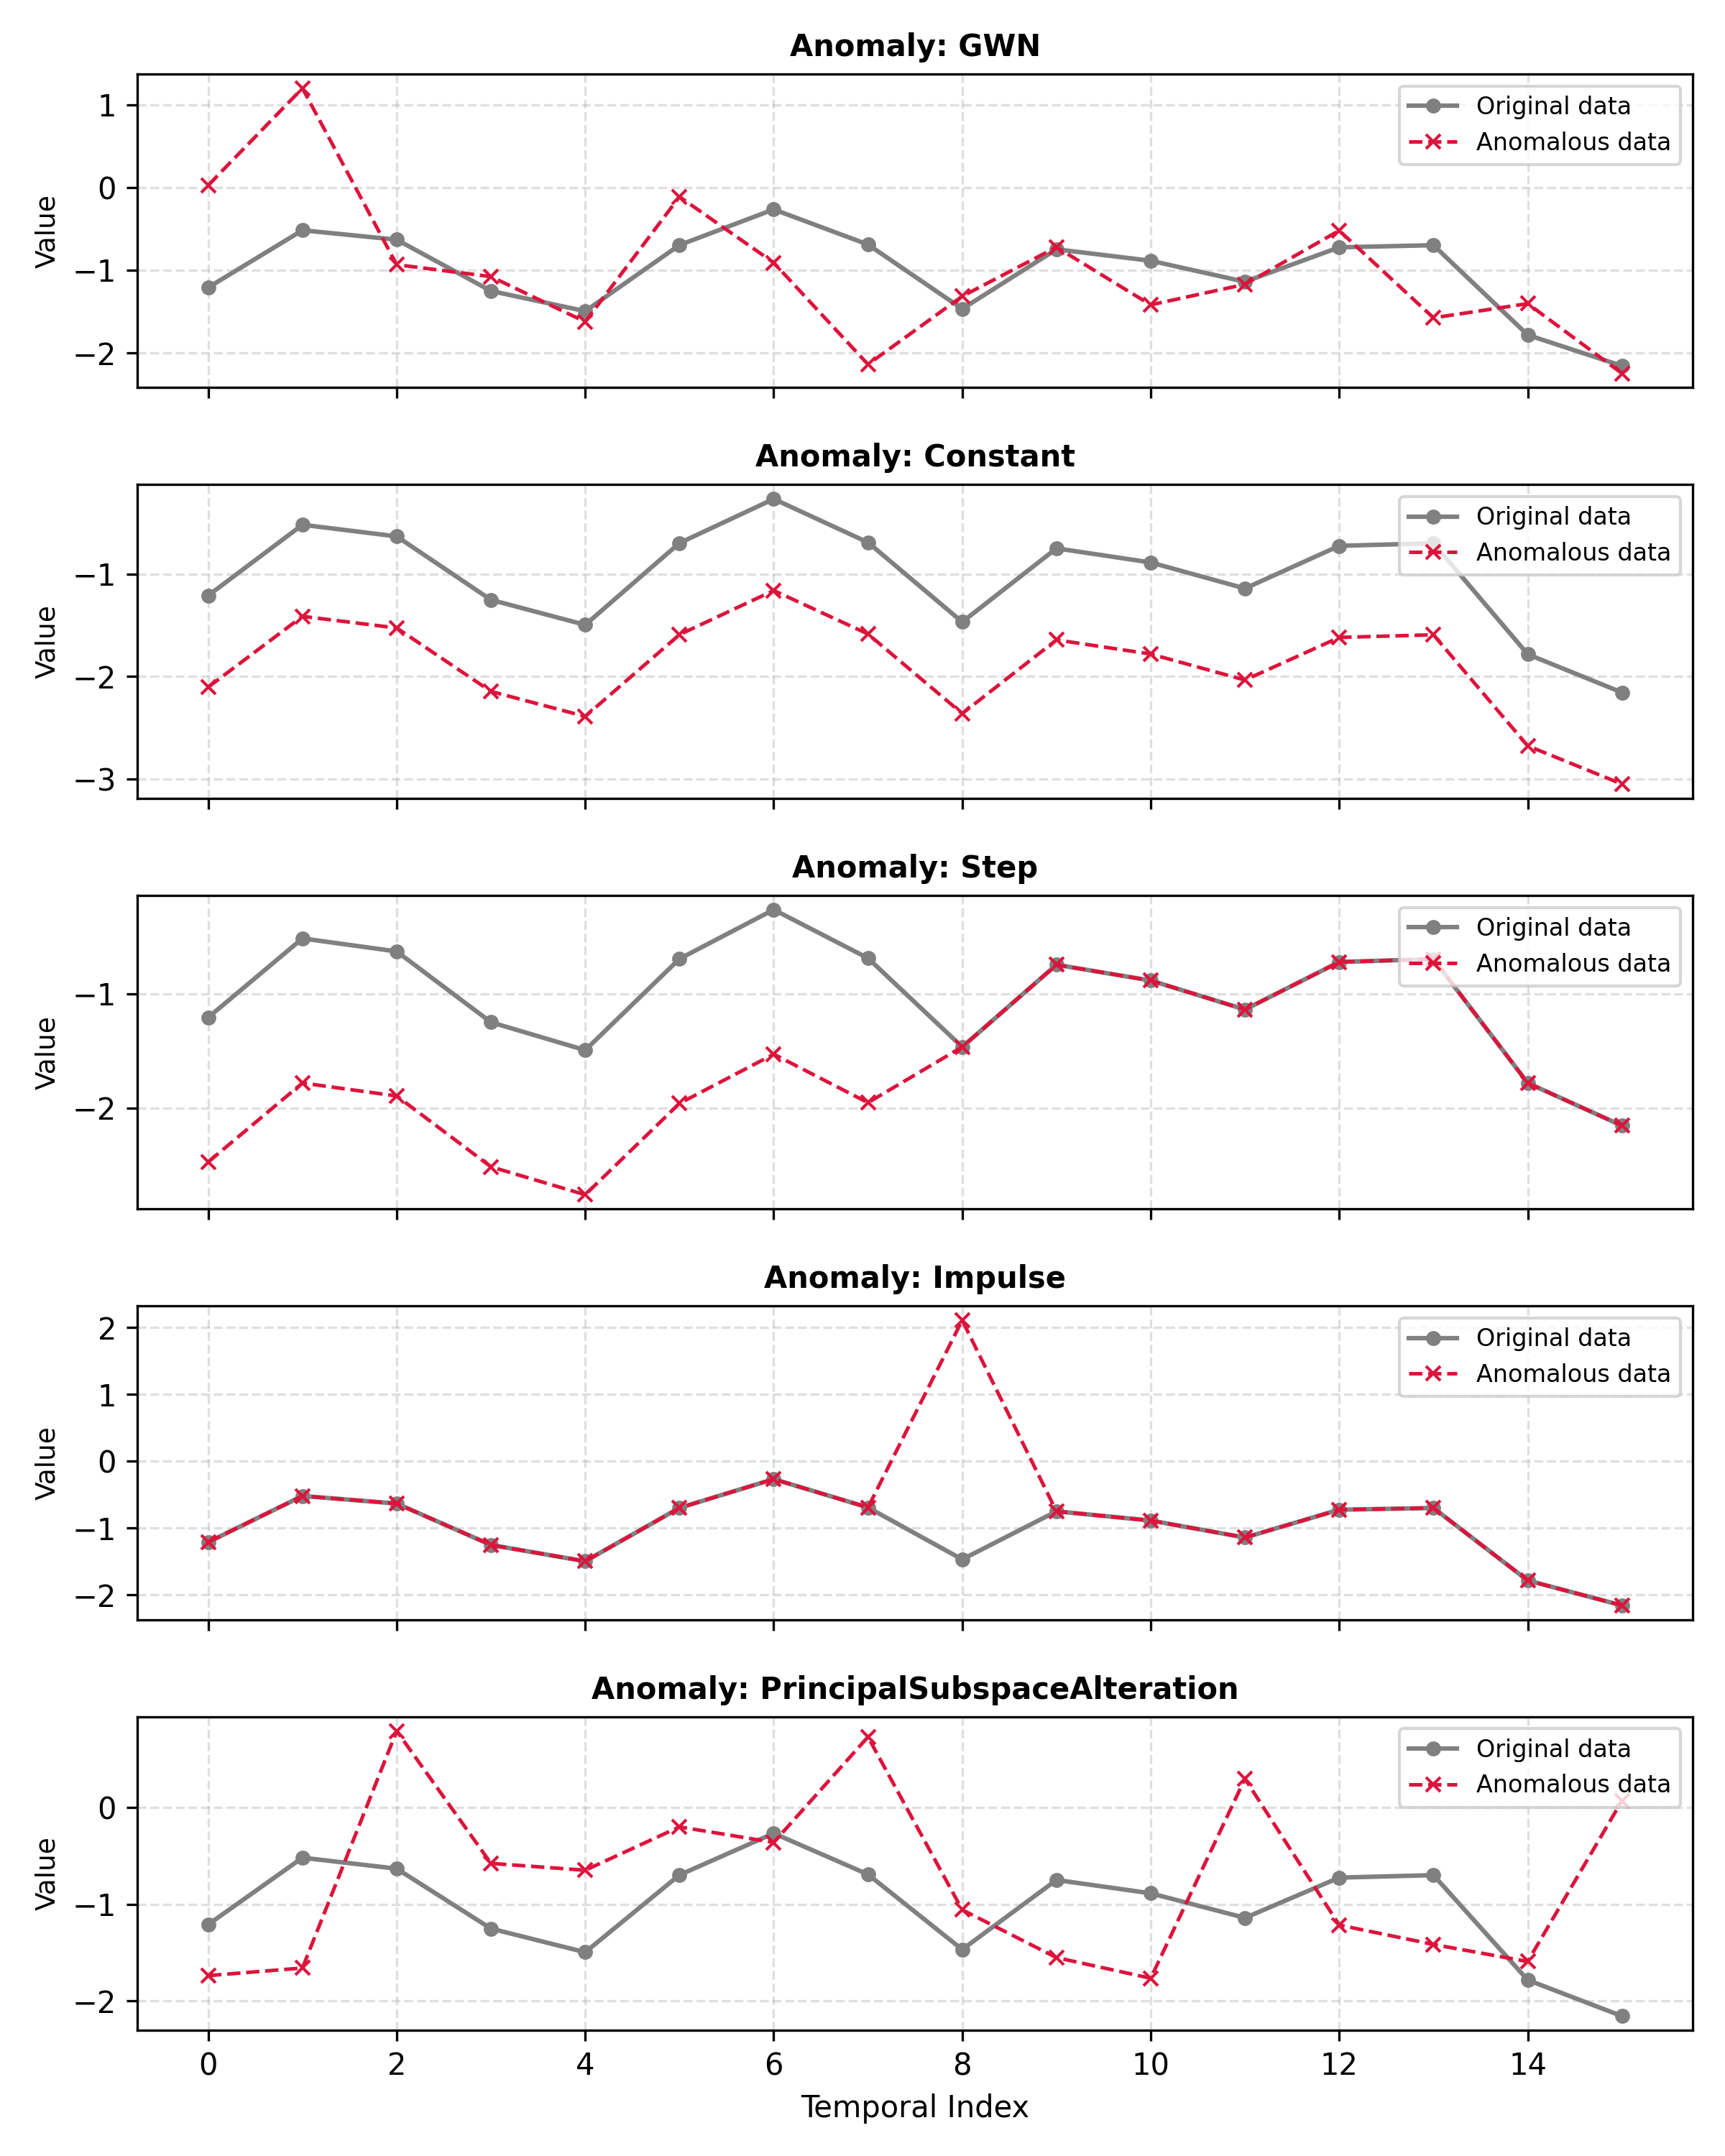 Anomaly: GWN
1
0
−1
−2
Value
Original data
Anomalous data
Anomaly: Constant
−1
−2
−3
Value
Original data
Anomalous data
Anomaly: Step
−1
−2
Value
Original data
Anomalous data
Anomaly: Impulse
2
1
0
−1
−2
Value
Original data
Anomalous data
Anomaly: PrincipalSubspaceAlteration
0
−1
−2
Value
Original data
Anomalous data
0 2 4 6 8 10 12 14
Temporal Index